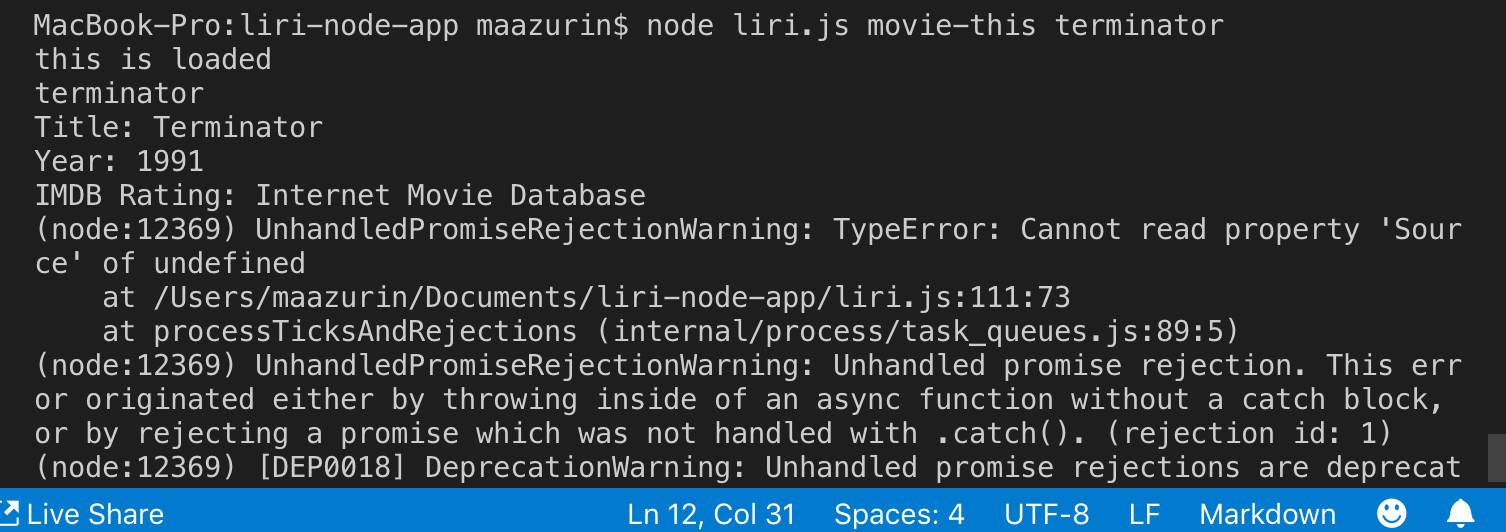 MacBook-Pro:liri-node-app maazurin$ node liri.js movie-this terminator
this is loaded
terminator
Title: Terminator
Year: 1991
IMDB Rating: Internet Movie Database
(node:12369) UnhandledPromiseRejectionWarning: TypeError: Cannot read property 'Sour
ce' of undefined
    at /Users/maazurin/Documents/liri-node-app/liri.js:111:73
    at processTicksAndRejections (internal/process/task_queues.js:89:5)
(node:12369) UnhandledPromiseRejectionWarning: Unhandled promise rejection. This err
or originated either by throwing inside of an async function without a catch block,
or by rejecting a promise which was not handled with .catch(). (rejection id: 1)
(node:12369) [DEP0018] DeprecationWarning: Unhandled promise rejections are deprecat
Live Share Ln 12, Col 31 Spaces: 4 UTF-8 LF Markdown